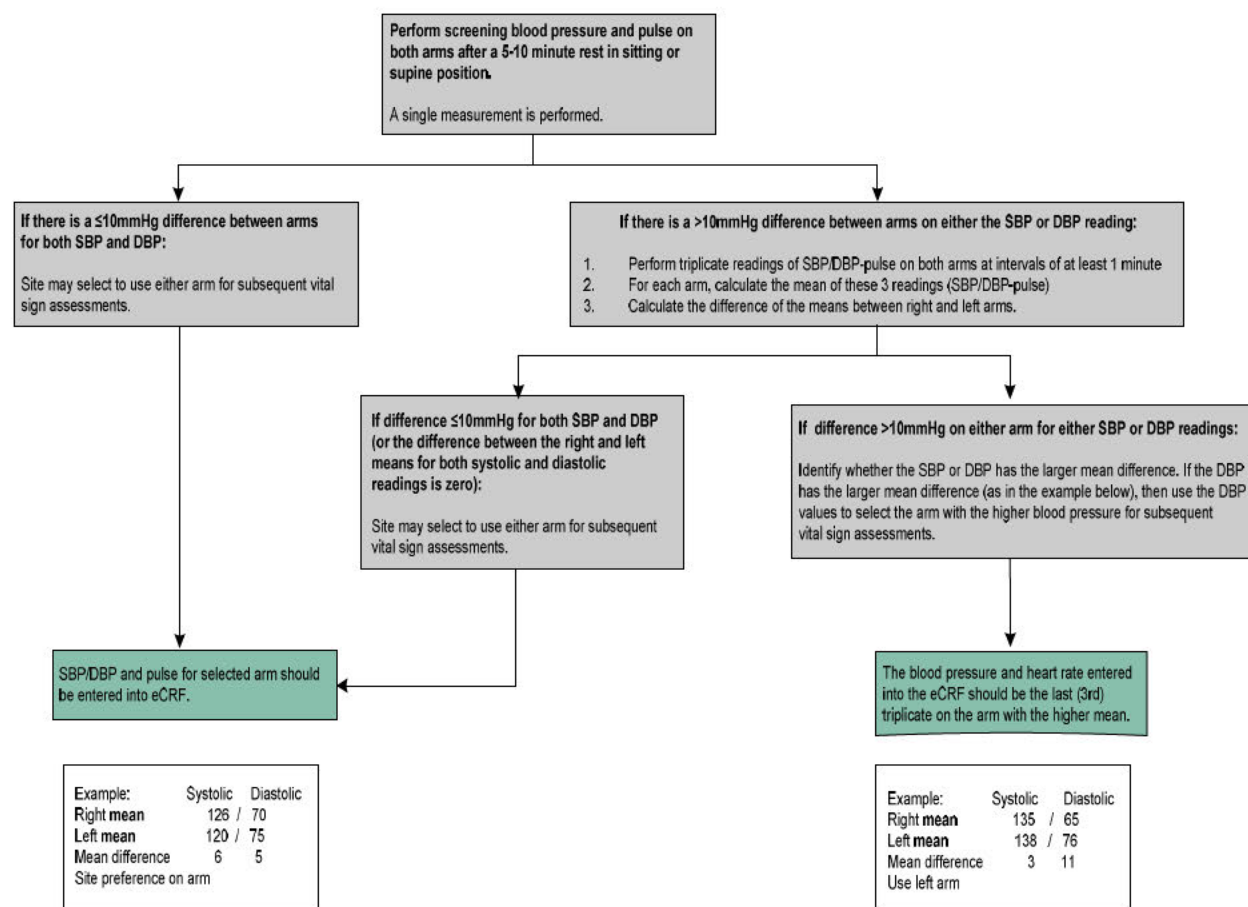 Perform screening blood pressure and pulse on
both arms after a 5-10 minute rest in sitting or
supine position.
A single measurement is performed.
If there is a ≤10mmHg difference between arms
for both SBP and DBP:
Site may select to use either arm for subsequent vital
sign assessments.
If there is a >10mmHg difference between arms on either the SBP or DBP reading:
1. Perform triplicate readings of SBP/DBP-pulse on both arms at intervals of at least 1 minute
2. For each arm, calculate the mean of these 3 readings (SBP/DBP-pulse)
3. Calculate the difference of the means between right and left arms.
If difference ≤10mmHg for both SBP and DBP
(or the difference between the right and left
means for both systolic and diastolic
readings is zero):
Site may select to use either arm for subsequent
vital sign assessments.
If difference >10mmHg on either arm for either SBP or DBP readings:
Identify whether the SBP or DBP has the larger mean difference. If the DBP
has the larger mean difference (as in the example below), then use the DBP
values to select the arm with the higher blood pressure for subsequent
vital sign assessments.
SBP/DBP and pulse for selected arm should
be entered into eCRF.
The blood pressure and heart rate entered
into the eCRF should be the last (3rd)
triplicate on the arm with the higher mean.
Example: Systolic Diastolic
Right mean 126 / 70
Left mean 120 / 75
Mean difference 6 5
Site preference on arm
Example: Systolic Diastolic
Right mean 135 / 65
Left mean 138 / 76
Mean difference 3 11
Use left arm